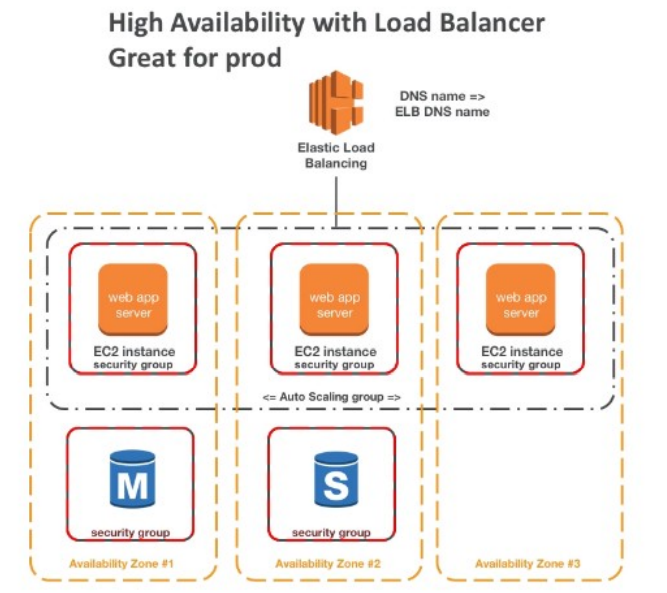 High Availability with Load Balancer
Great for prod
DNS name =>
ELB DNS name
Elastic Load
Balancing
web app
server
EC2 instance
security group
web app
server
EC2 instance
security group
web app
server
EC2 instance
security group
<= Auto Scaling group =>
M
security group
S
security group
Availability Zone #1
Availability Zone #2
Availability Zone #3